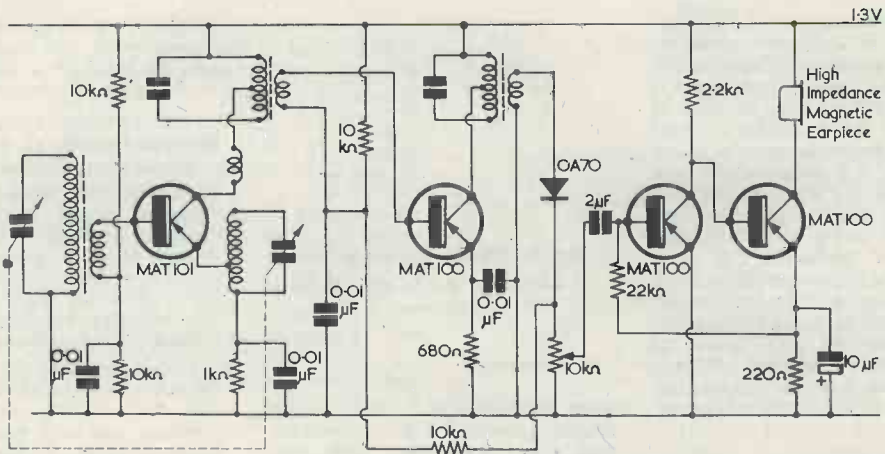 1·3V
10kΩ
10
kΩ
2·2kΩ
High
Impedance
Magnetic
Earpiece
OA70
2μF
MAT101
MAT100
MAT100
MAT100
0·01
μF
22kΩ
0·01
μF
10kΩ
1kΩ
0·01
μF
0·01
μF
680Ω
10kΩ
220Ω
10μF
+
10kΩ